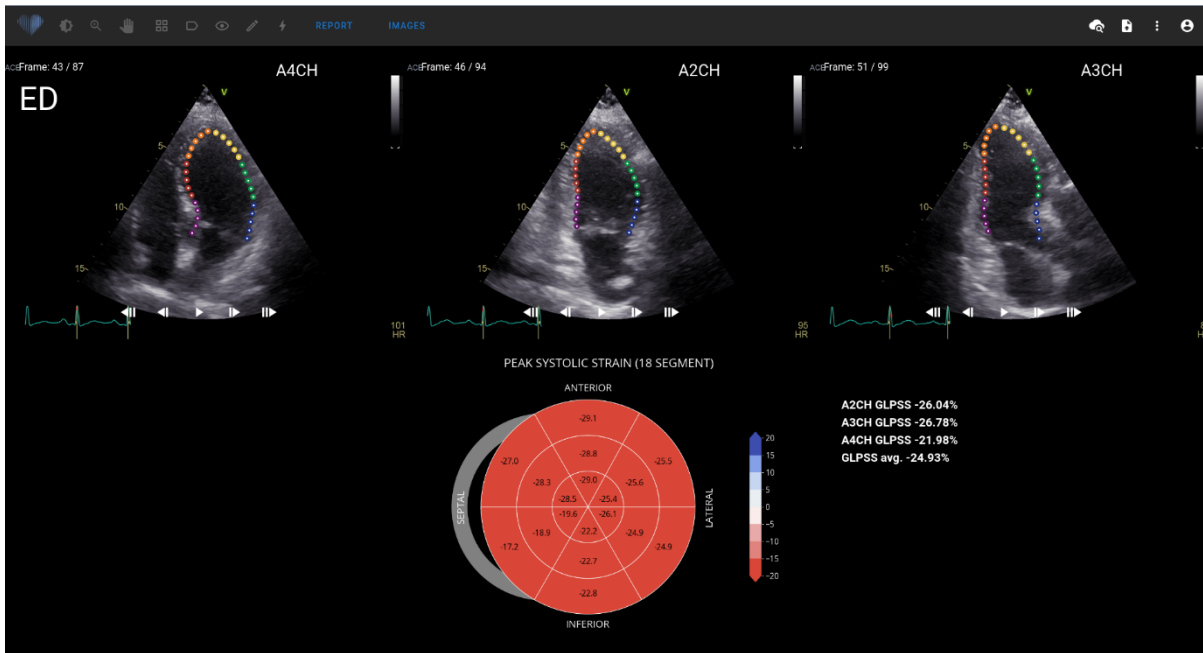 REPORT
IMAGES
ACE
Frame: 43 / 87
A4CH
ED
V
5
10
15
101
HR
ACE
Frame: 46 / 94
A2CH
V
5
10
15
95
HR
ACE
Frame: 51 / 99
A3CH
V
5
10
15
HR
PEAK SYSTOLIC STRAIN (18 SEGMENT)
ANTERIOR
SEPTAL
LATERAL
INFERIOR
-29.1
-27.0
-25.5
-28.8
-28.3
-25.6
-29.0
-28.5
-25.4
-19.6
-26.1
-22.2
-18.9
-24.9
-22.7
-17.2
-24.9
-22.8
20
15
10
5
0
-5
-10
-15
-20
A2CH GLPSS -26.04%
A3CH GLPSS -26.78%
A4CH GLPSS -21.98%
GLPSS avg. -24.93%